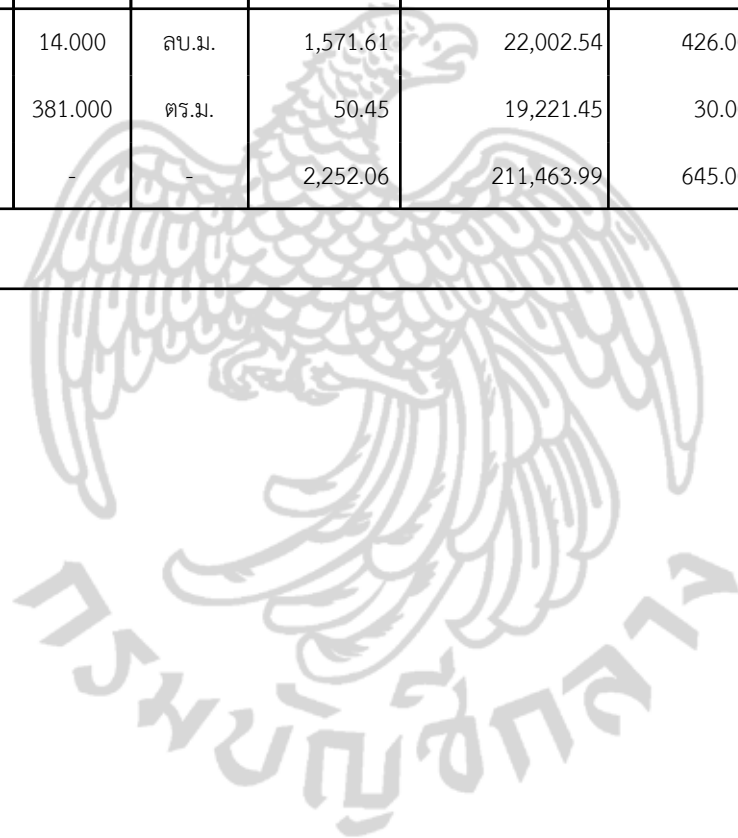 14.000 ลบ.ม. 1,571.61 22,002.54 426.0
381.000 ตร.ม. 50.45 19,221.45 30.0
- - 2,252.06 211,463.99 645.0
กรมบัญชีกลาง